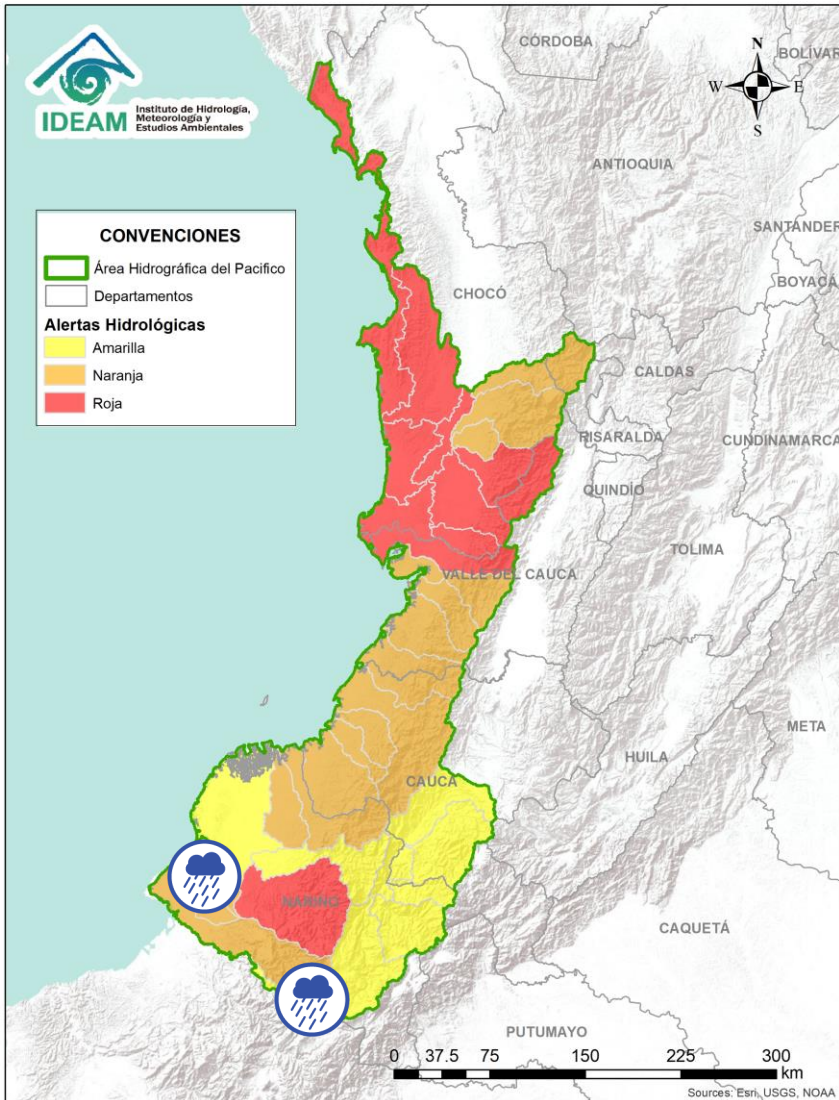 IDEAM
Instituto de Hidrología,
Meteorología y
Estudios Ambientales
CÓRDOBA
BOLÍVAR
N
W
E
S
ANTIOQUIA
SANTANDER
BOYACÁ
CONVENCIONES
Área Hidrográfica del Pacifico
Departamentos
Alertas Hidrológicas
Amarilla
Naranja
Roja
CHOCÓ
CALDAS
RISARALDA
CUNDINAMARCA
QUINDÍO
TOLIMA
VALLE DEL CAUCA
META
HUILA
CAUCA
NARIÑO
CAQUETÁ
PUTUMAYO
0 37.5 75 150 225 300
km
Sources: Esri, USGS, NOAA